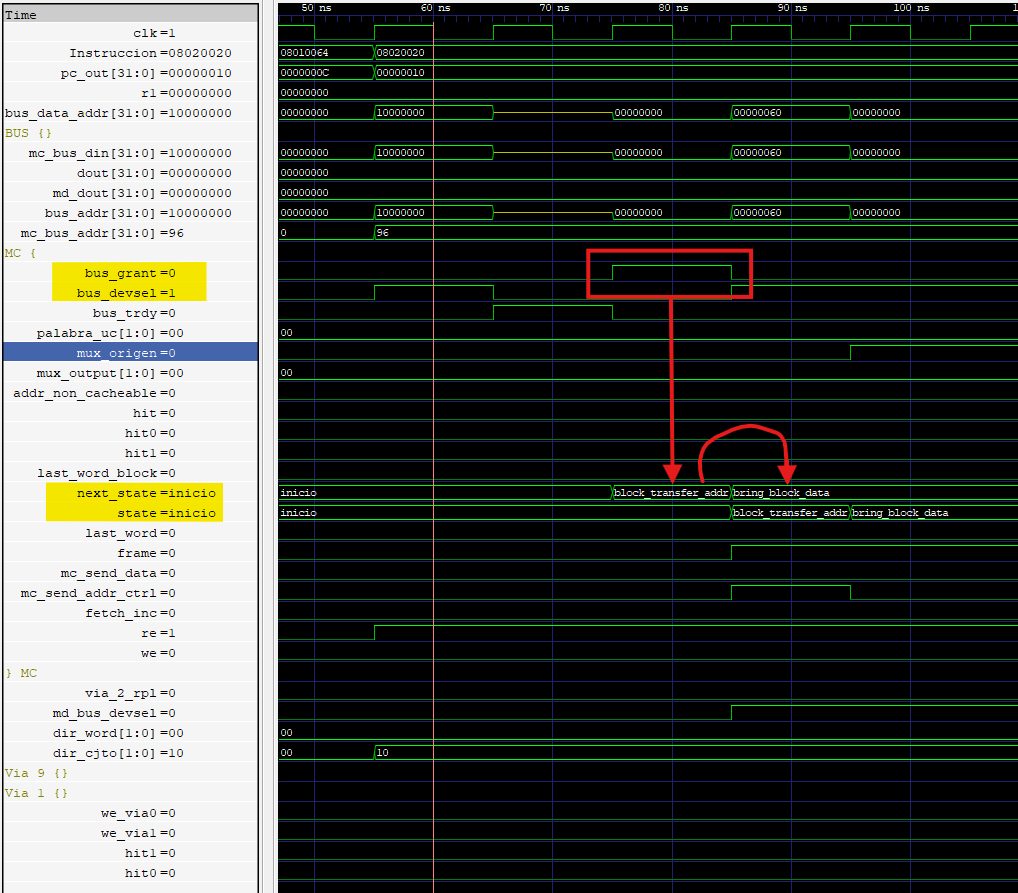 Time
50 ns 60 ns 70 ns 80 ns 90 ns 100 ns 1
clk=1
Instruccion=08020020 08010064 08020020
pc_out[31:0]=00000010 0000000C 00000010
r1=00000000 00000000
bus_data_addr[31:0]=10000000 00000000 10000000 00000000 00000060 00000000
BUS {}
mc_bus_din[31:0]=10000000 00000000 10000000 00000000 00000060 00000000
dout[31:0]=00000000 00000000
md_dout[31:0]=00000000 00000000
bus_addr[31:0]=10000000 00000000 10000000 00000000 00000060 00000000
mc_bus_addr[31:0]=96 0 96
MC {
bus_grant=0
bus_devsel=1
bus_trdy=0
palabra_uc[1:0]=00 00
mux_origen=0
mux_output[1:0]=00 00
addr_non_cacheable=0
hit=0
hit0=0
hit1=0
last_word_block=0
next_state=inicio inicio block_transfer_addr bring_block_data
state=inicio inicio block_transfer_addr bring_block_data
last_word=0
frame=0
mc_send_data=0
mc_send_addr_ctrl=0
fetch_inc=0
re=1
we=0
} MC
via_2_rpl=0
md_bus_devsel=0
dir_word[1:0]=00 00
dir_cjto[1:0]=10 00 10
Via 9 {}
Via 1 {}
we_via0=0
we_via1=0
hit1=0
hit0=0